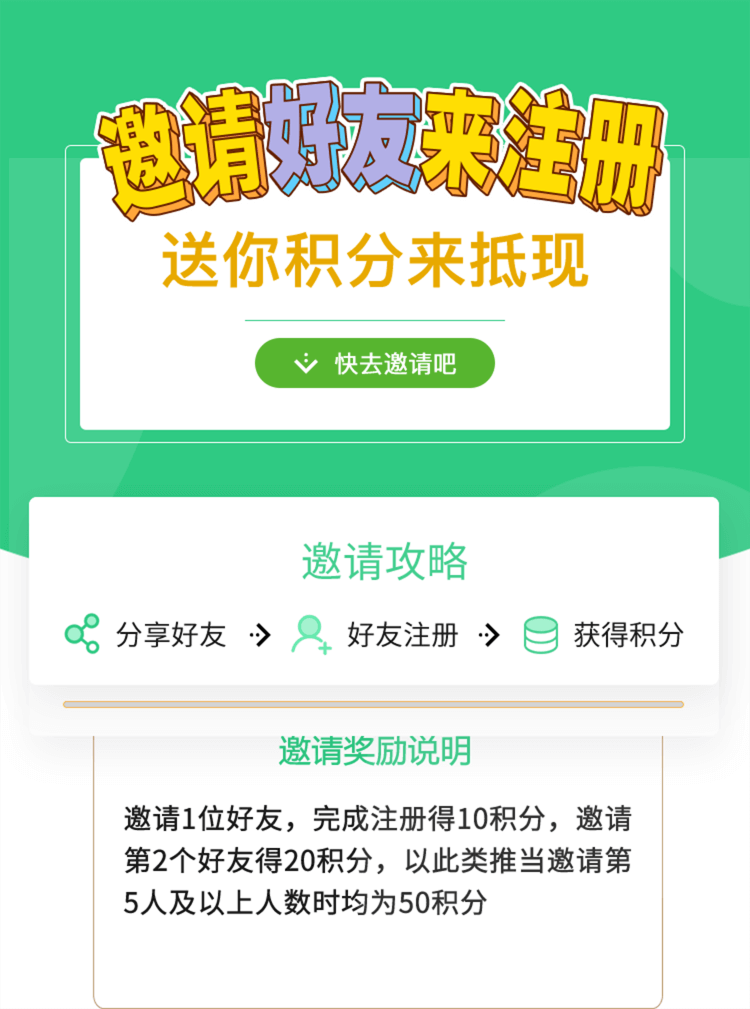 邀请好友来注册
送你积分来抵现
快去邀请吧
邀请攻略
分享好友 好友注册 获得积分
邀请奖励说明
邀请1位好友，完成注册得10积分，邀请
第2个好友得20积分，以此类推当邀请第
5人及以上人数时均为50积分